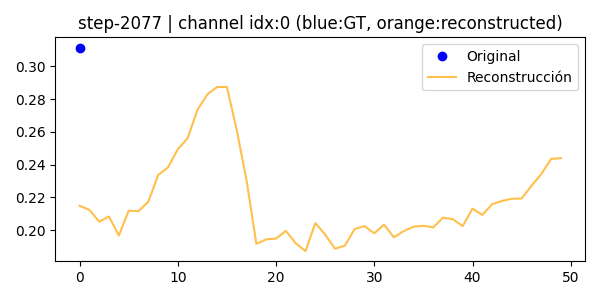 step-2077 | channel idx:0 (blue:GT, orange:reconstructed)
Original
Reconstrucción
0.30
0.28
0.26
0.24
0.22
0.20
0 10 20 30 40 50